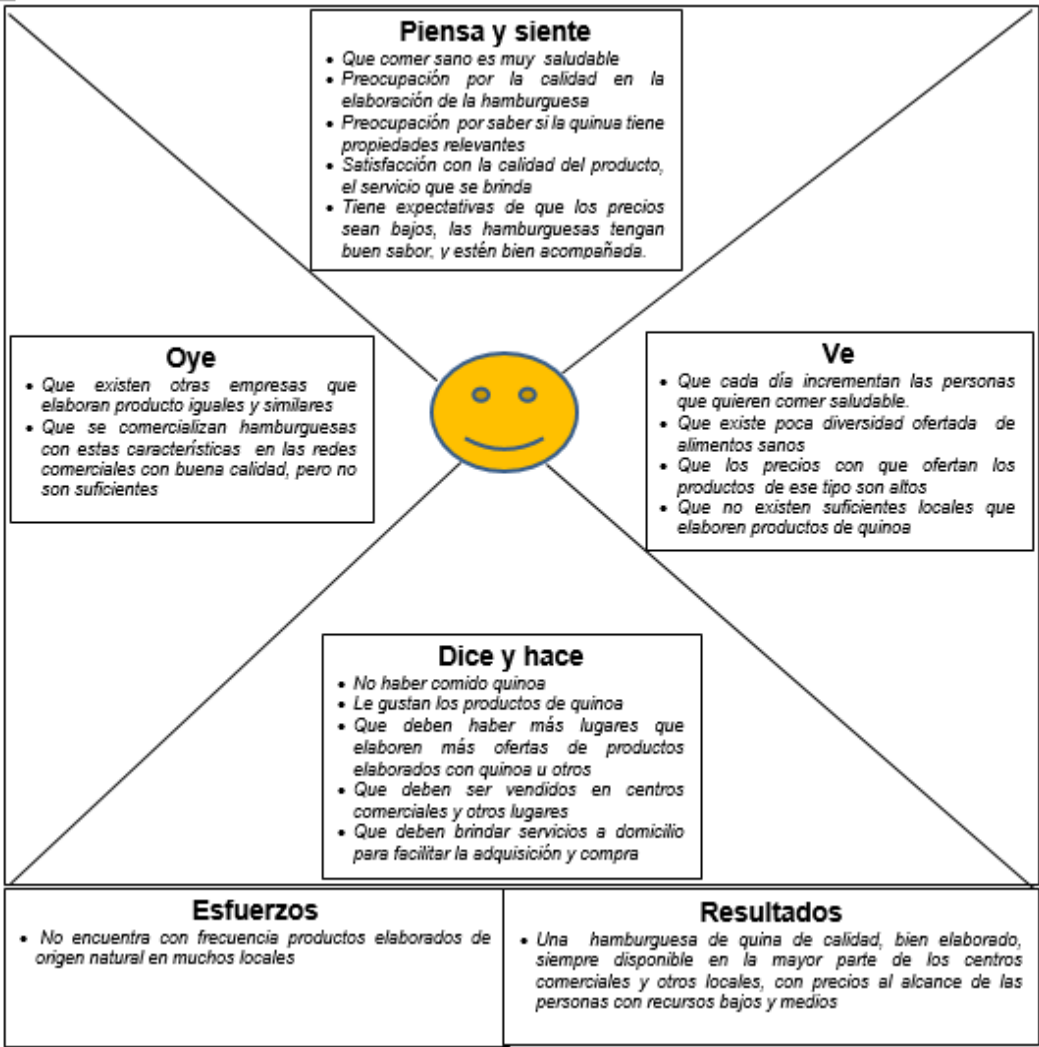 Piensa y siente
• Que comer sano es muy saludable
• Preocupación por la calidad en la
elaboración de la hamburguesa
• Preocupación por saber si la quinua tiene
propiedades relevantes
• Satisfacción con la calidad del producto,
el servicio que se brinda
• Tiene expectativas de que los precios
sean bajos, las hamburguesas tengan
buen sabor, y estén bien acompañada.
Oye
• Que existen otras empresas que
elaboran producto iguales y similares
• Que se comercializan hamburguesas
con estas características en las redes
comerciales con buena calidad, pero no
son suficientes
Ve
• Que cada día incrementan las personas
que quieren comer saludable.
• Que existe poca diversidad ofertada de
alimentos sanos
• Que los precios con que ofertan los
productos de ese tipo son altos
• Que no existen suficientes locales que
elaboren productos de quinoa
Dice y hace
• No haber comido quinoa
• Le gustan los productos de quinoa
• Que deben haber más lugares que
elaboren más ofertas de productos
elaborados con quinoa u otros
• Que deben ser vendidos en centros
comerciales y otros lugares
• Que deben brindar servicios a domicilio
para facilitar la adquisición y compra
Esfuerzos
• No encuentra con frecuencia productos elaborados de
origen natural en muchos locales
Resultados
• Una hamburguesa de quina de calidad, bien elaborado,
siempre disponible en la mayor parte de los centros
comerciales y otros locales, con precios al alcance de las
personas con recursos bajos y medios